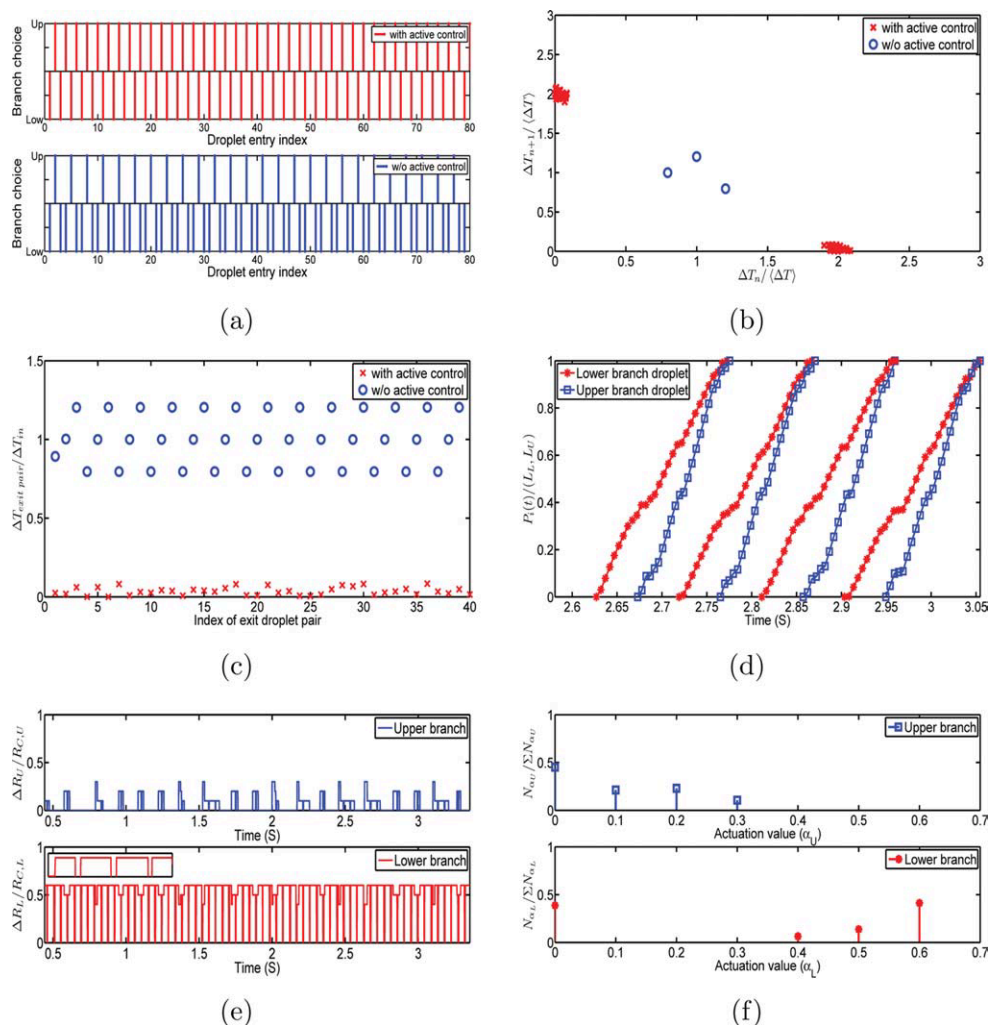 Up
Branch choice
with active control
Low
0 10 20 30 40 50 60 70 80
Droplet entry index
Up
Branch choice
w/o active control
Low
0 10 20 30 40 50 60 70 80
Droplet entry index
(a)
3
2.5
2
1.5
1
0.5
0
ΔT_{n+1}/⟨ΔT⟩
with active control
w/o active control
0 0.5 1 1.5 2 2.5 3
ΔT_n/⟨ΔT⟩
(b)
1.5
1
0.5
0
ΔT_{exit pair}/ΔT_{in}
with active control
w/o active control
0 5 10 15 20 25 30 35 40
Index of exit droplet pair
(c)
1
0.8
0.6
0.4
0.2
0
P_i(t)/(L_L, L_U)
Lower branch droplet
Upper branch droplet
2.6 2.65 2.7 2.75 2.8 2.85 2.9 2.95 3 3.05
Time (S)
(d)
1
0.5
0
ΔR_U/R_{C,U}
Upper branch
0.5 1 1.5 2 2.5 3
Time (S)
1
0.5
0
ΔR_L/R_{C,L}
Lower branch
0.5 1 1.5 2 2.5 3
Time (S)
(e)
1
0.5
0
N_{α_U}/ΣN_{α_U}
Upper branch
0 0.1 0.2 0.3 0.4 0.5 0.6 0.7
Actuation value (α_U)
1
0.5
0
N_{α_L}/ΣN_{α_L}
Lower branch
0 0.1 0.2 0.3 0.4 0.5 0.6 0.7
Actuation value (α_L)
(f)